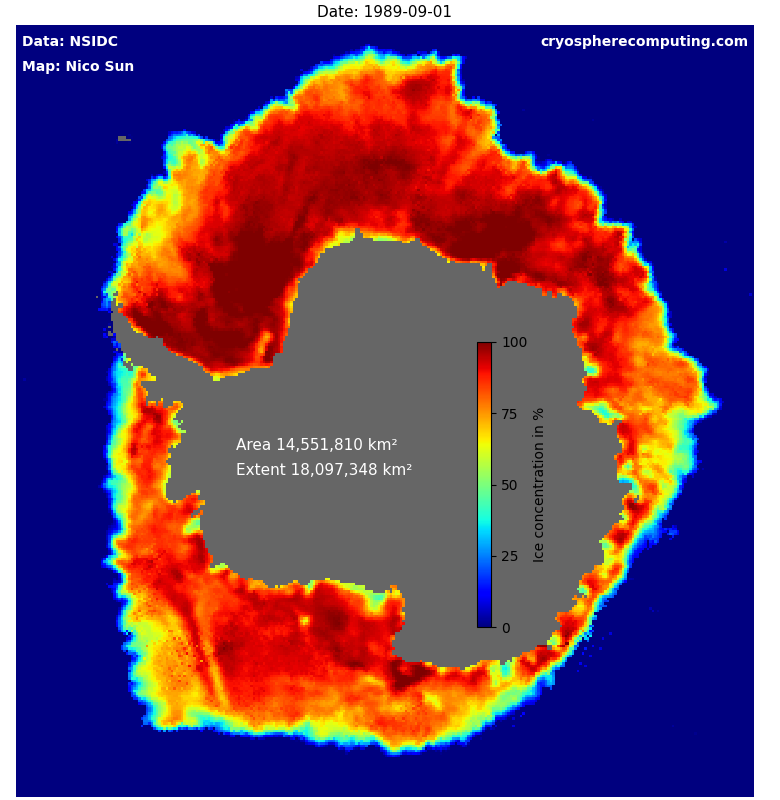 Date: 1989-09-01
Data: NSIDC
cryospherecomputing.com
Map: Nico Sun
100
75
50
25
0
Ice concentration in %
Area 14,551,810 km²
Extent 18,097,348 km²